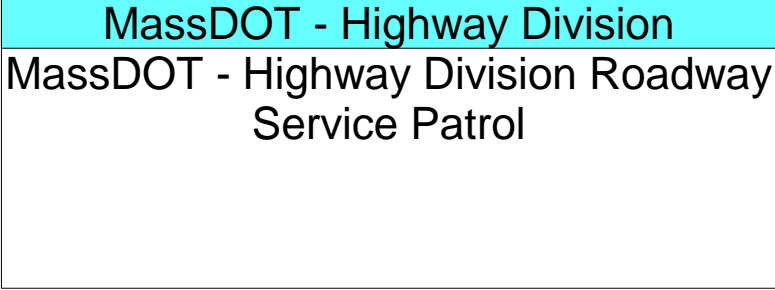 MassDOT - Highway Division
MassDOT - Highway Division Roadway
Service Patrol